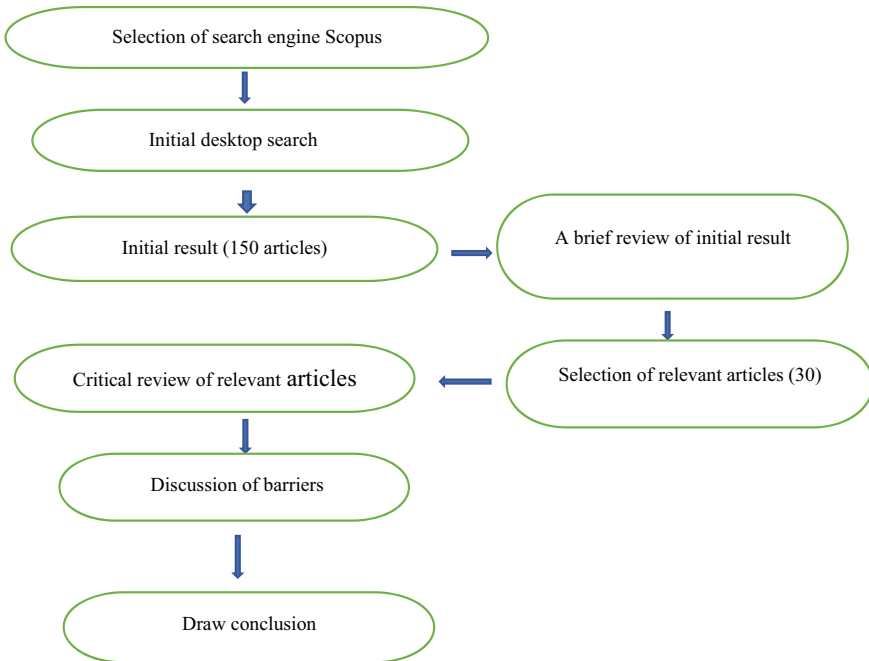 Selection of search engine Scopus
Initial desktop search
Initial result (150 articles)
A brief review of initial result
Selection of relevant articles (30)
Critical review of relevant articles
Discussion of barriers
Draw conclusion